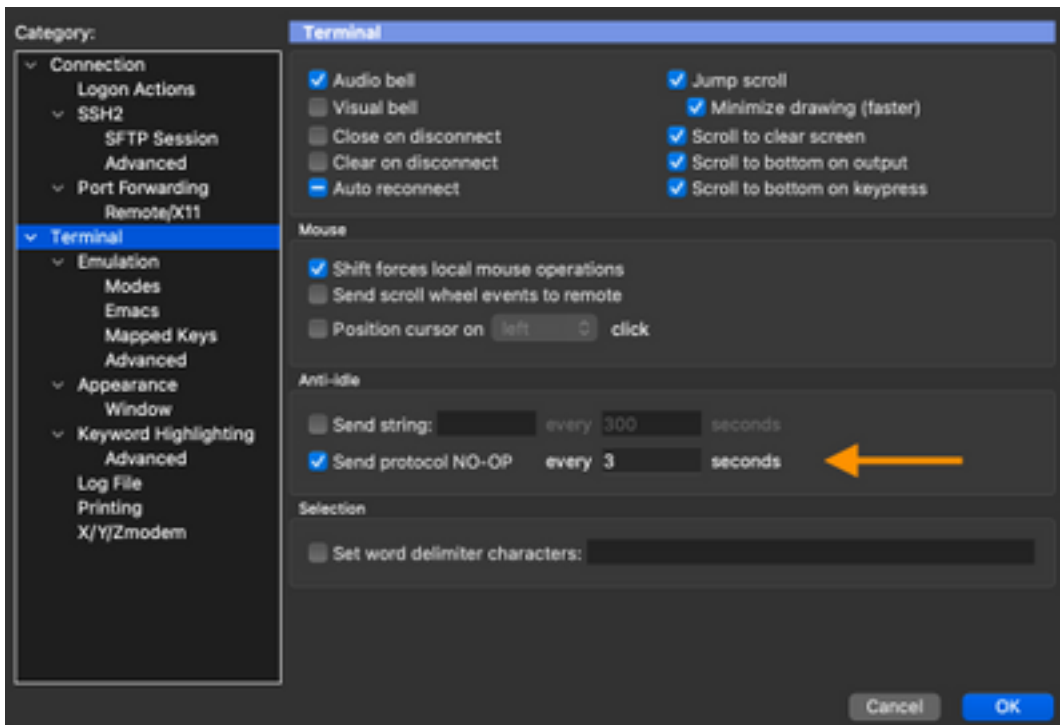 Category:
Connection
Logon Actions
SSH2
SFTP Session
Advanced
Port Forwarding
Remote/X11
Terminal
Emulation
Modes
Emacs
Mapped Keys
Advanced
Appearance
Window
Keyword Highlighting
Advanced
Log File
Printing
X/Y/Zmodem
Terminal
Audio bell
Visual bell
Close on disconnect
Clear on disconnect
Auto reconnect
Jump scroll
Minimize drawing (faster)
Scroll to clear screen
Scroll to bottom on output
Scroll to bottom on keypress
Mouse
Shift forces local mouse operations
Send scroll wheel events to remote
Position cursor on left click
Anti-idle
Send string: every 300 seconds
Send protocol NO-OP every 3 seconds
Selection
Set word delimiter characters:
Cancel OK